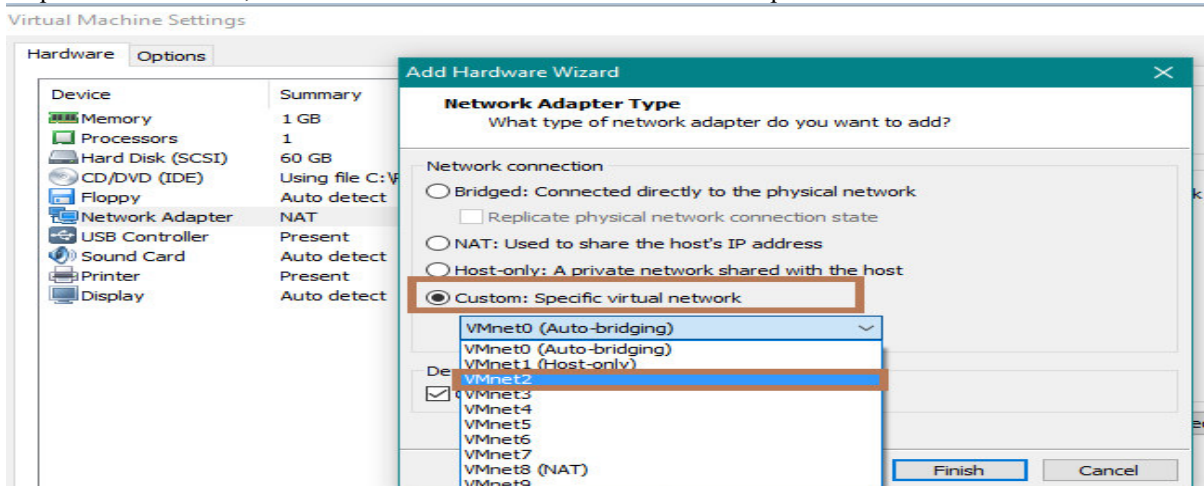 Virtual Machine Settings
Hardware Options
Device Summary
Memory 1 GB
Processors 1
Hard Disk (SCSI) 60 GB
CD/DVD (IDE) Using file C:\
Floppy Auto detect
Network Adapter NAT
USB Controller Present
Sound Card Auto detect
Printer Present
Display Auto detect
Add Hardware Wizard
Network Adapter Type
What type of network adapter do you want to add?
Network connection
Bridged: Connected directly to the physical network
Replicate physical network connection state
NAT: Used to share the host's IP address
Host-only: A private network shared with the host
Custom: Specific virtual network
VMnet0 (Auto-bridging)
VMnet0 (Auto-bridging)
VMnet1 (Host-only)
VMnet2
VMnet3
VMnet4
VMnet5
VMnet6
VMnet7
VMnet8 (NAT)
VMnet9
Finish Cancel